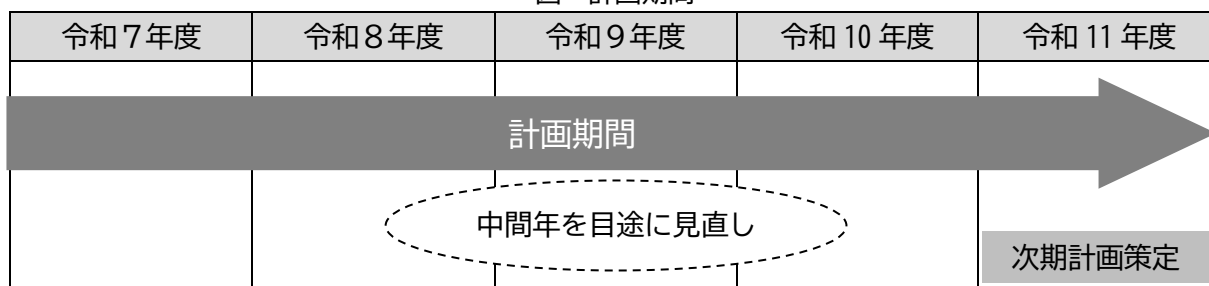 令和７年度
令和８年度
令和９年度
令和 10 年度
令和 11 年度
計画期間
中間年を目途に見直し
次期計画策定